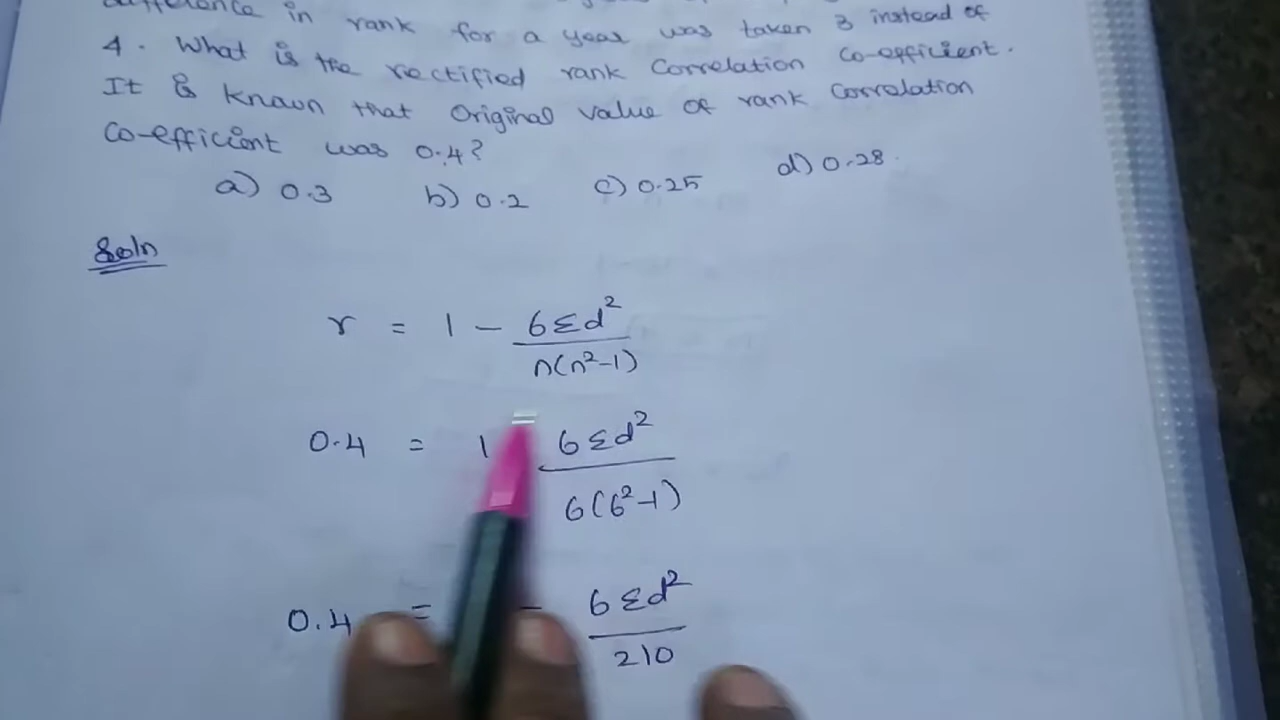 difference in rank for a year was taken 3 instead of
4. What is the rectified rank Correlation Co-efficient.
It is known that Original value of rank Correlation
Co-efficient was 0.4?
a) 0.3 b) 0.2 c) 0.25 d) 0.28.
Soln
r = 1 - 6Σd²/n(n²-1)
0.4 = 1 6Σd²/6(6²-1)
0.4 = - 6Σd²/210